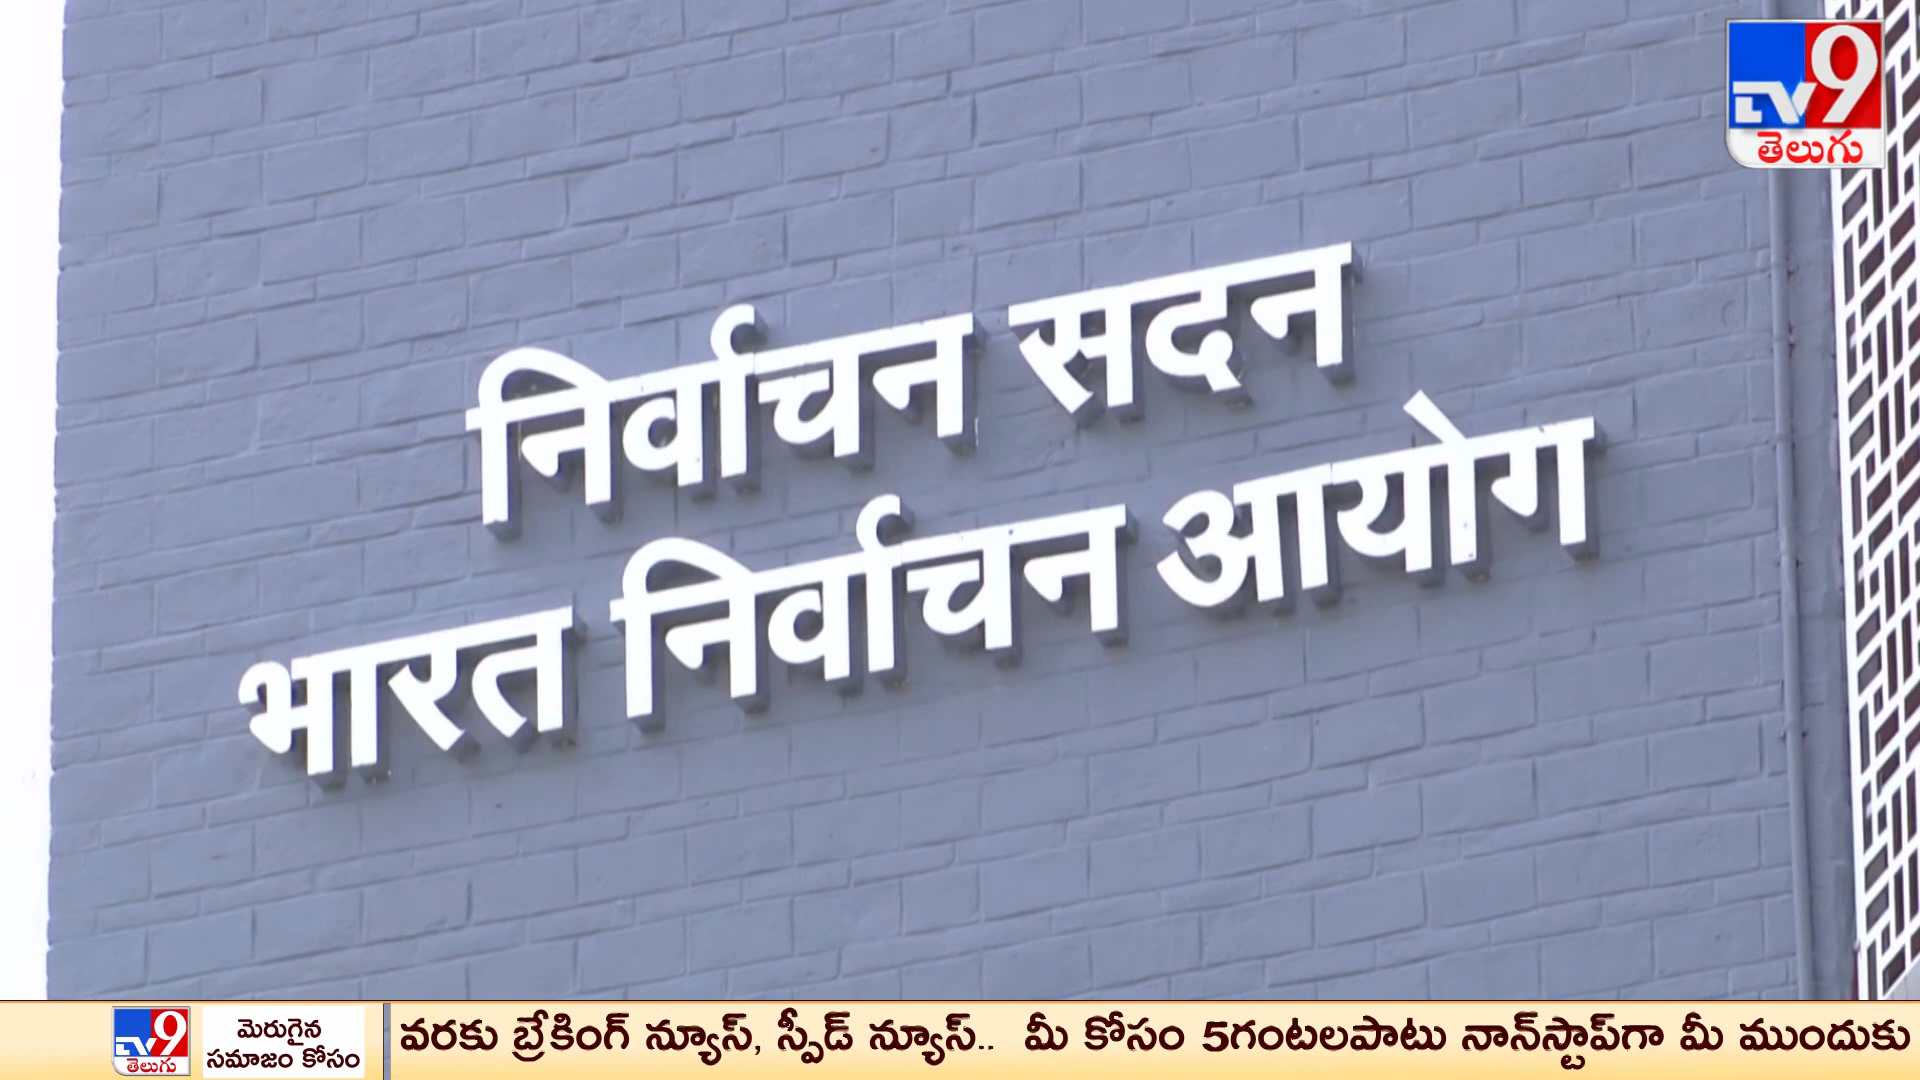 TV9
తెలుగు
निर्वाचन सदन
भारत निर्वाचन आयोग
TV9
తెలుగు
మెరుగైన
సమాజం కోసం
వరకు బ్రేకింగ్ న్యూస్, స్పీడ్ న్యూస్.. మీ కోసం 5గంటలపాటు నాన్‌స్టాప్‌గా మీ ముందుకు